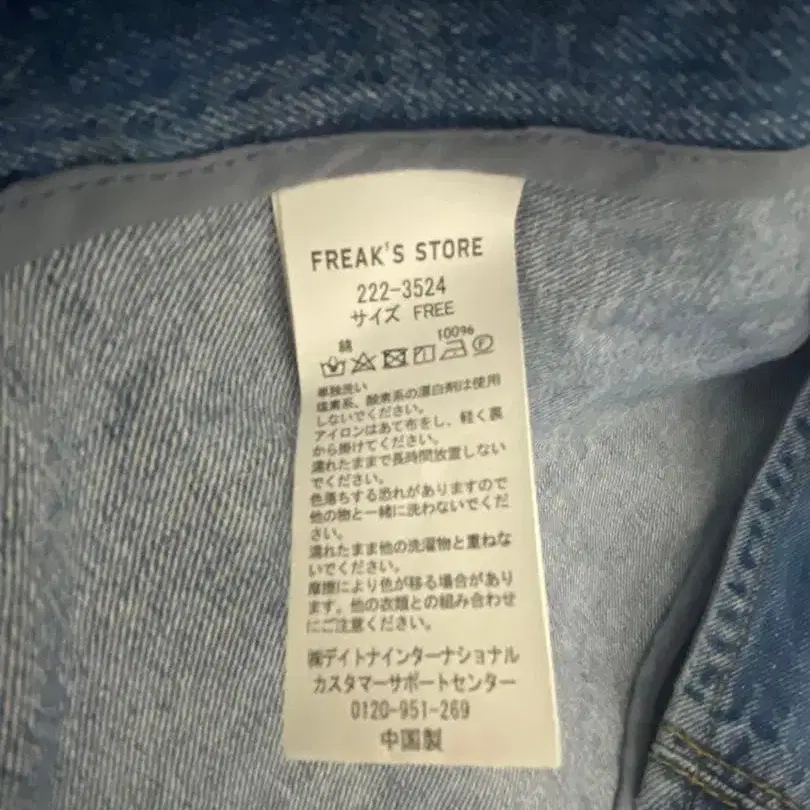 FREAK'S STORE
222-3524
サイズ FREE
綿 100%
単独洗い
塩素系、酸素系の漂白剤は使用
しないでください。
アイロンはあて布をし、軽く裏
から掛けてください。
濡れたままで長時間放置しない
でください。
色落ちする恐れがありますので
他の物と一緒に洗わないでくだ
さい。
濡れたまま他の洗濯物と重ねな
いでください。
摩擦により色が移る場合があり
ます。他の衣類との組み合わせ
にご注意ください。
㈱デイトナインターナショナル
カスタマーサポートセンター
0120-951-269
中国製